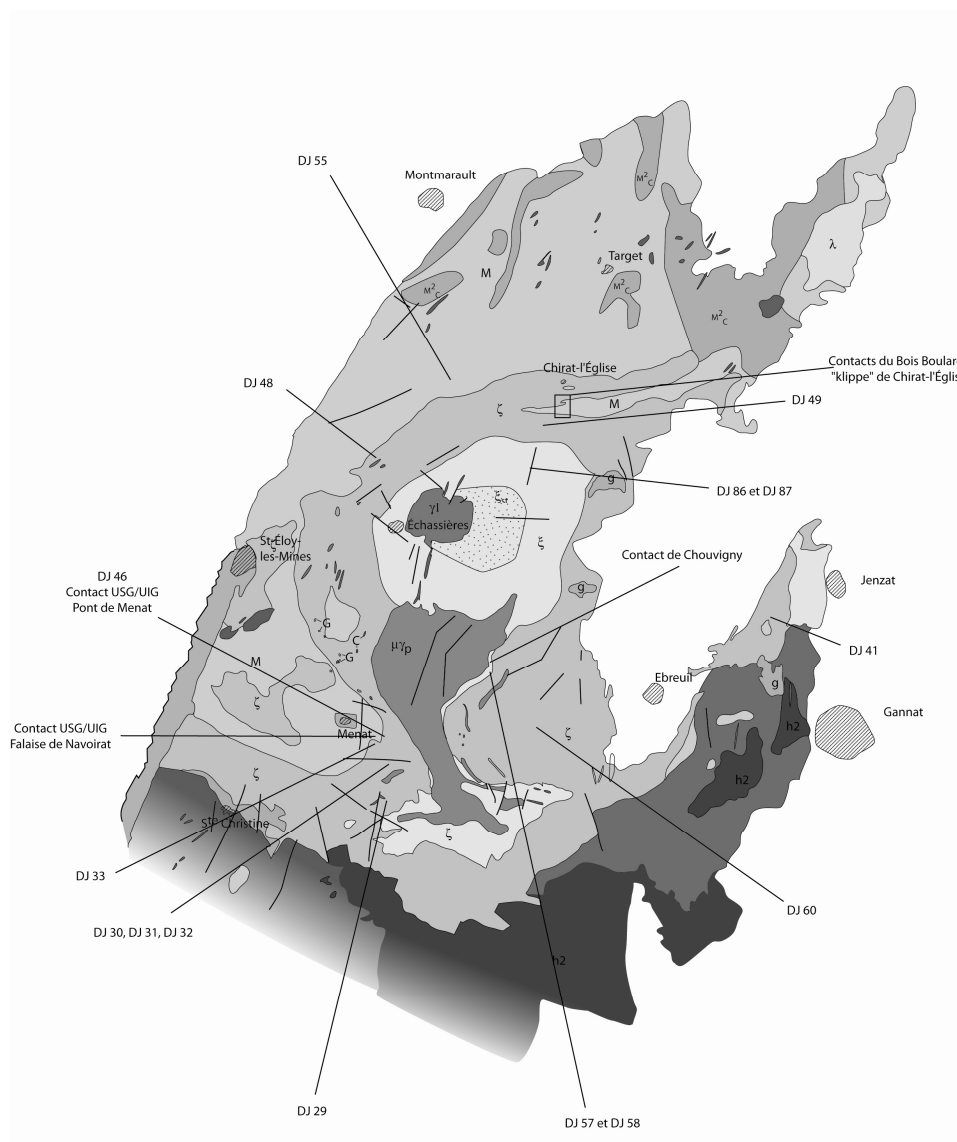 DJ 55
Montmarault
M²C
λ
Target
M
M²C
M²C
M²C
Chirat-l'Église
Contacts du Bois Boular
"klippe" de Chirat-l'Églis
DJ 48
M
DJ 49
ζ
g
DJ 86 et DJ 87
ξ
γl
Échassières
ξ
St-Éloy-
les-Mines
Contact de Chouvigny
DJ 46
Contact USG/UIG
Pont de Menat
g
Jenzat
G
C
G
μγp
DJ 41
M
Ebreuil
g
Gannat
ζ
Contact USG/UIG
Falaise de Navoirat
Menat
ζ
h2
h2
ζ
Ste Christine
ζ
DJ 33
DJ 60
DJ 30, DJ 31, DJ 32
h2
DJ 29
DJ 57 et DJ 58